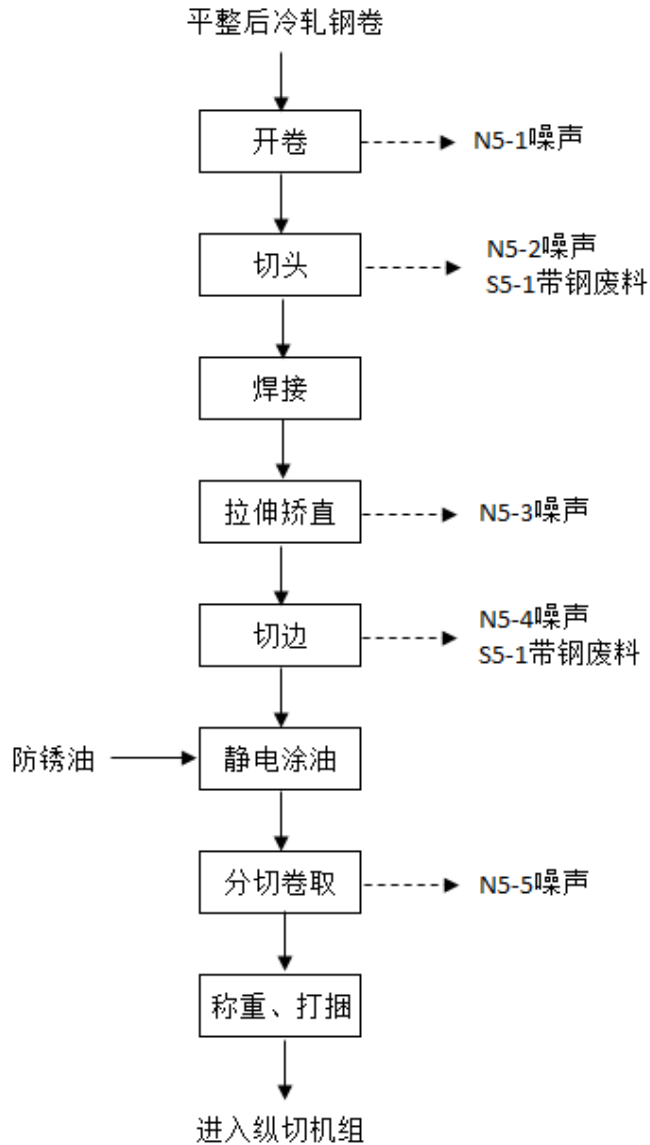 平整后冷轧钢卷
开卷
N5-1噪声
切头
N5-2噪声
S5-1带钢废料
焊接
拉伸矫直
N5-3噪声
切边
N5-4噪声
S5-1带钢废料
防锈油
静电涂油
分切卷取
N5-5噪声
称重、打捆
进入纵切机组